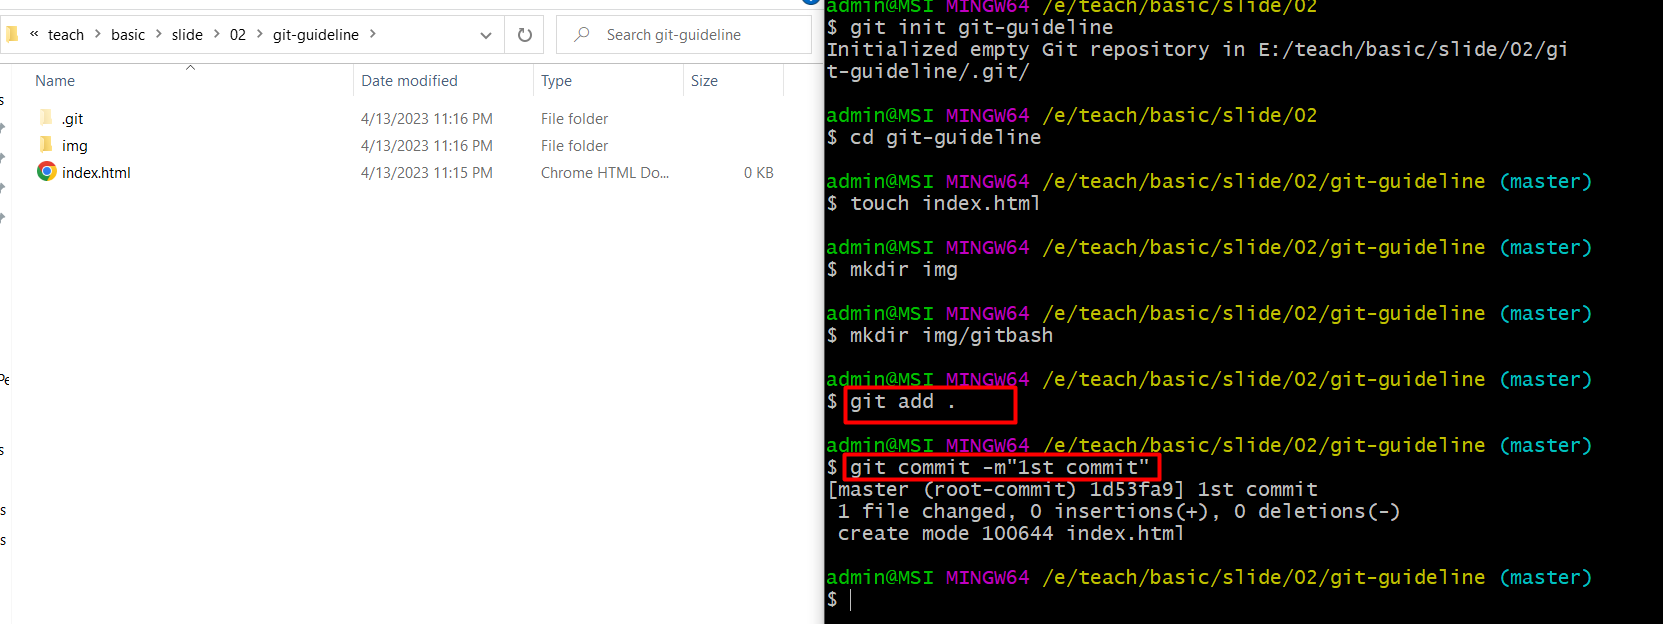 « teach > basic > slide > 02 > git-guideline >
Search git-guideline
Name Date modified Type Size
.git 4/13/2023 11:16 PM File folder
img 4/13/2023 11:16 PM File folder
index.html 4/13/2023 11:15 PM Chrome HTML Do... 0 KB
admin@MSI MINGW64 /e/teach/basic/slide/02
$ git init git-guideline
Initialized empty Git repository in E:/teach/basic/slide/02/gi
t-guideline/.git/
admin@MSI MINGW64 /e/teach/basic/slide/02
$ cd git-guideline
admin@MSI MINGW64 /e/teach/basic/slide/02/git-guideline (master)
$ touch index.html
admin@MSI MINGW64 /e/teach/basic/slide/02/git-guideline (master)
$ mkdir img
admin@MSI MINGW64 /e/teach/basic/slide/02/git-guideline (master)
$ mkdir img/gitbash
admin@MSI MINGW64 /e/teach/basic/slide/02/git-guideline (master)
$ git add .
admin@MSI MINGW64 /e/teach/basic/slide/02/git-guideline (master)
$ git commit -m"1st commit"
[master (root-commit) 1d53fa9] 1st commit
1 file changed, 0 insertions(+), 0 deletions(-)
create mode 100644 index.html
admin@MSI MINGW64 /e/teach/basic/slide/02/git-guideline (master)
$